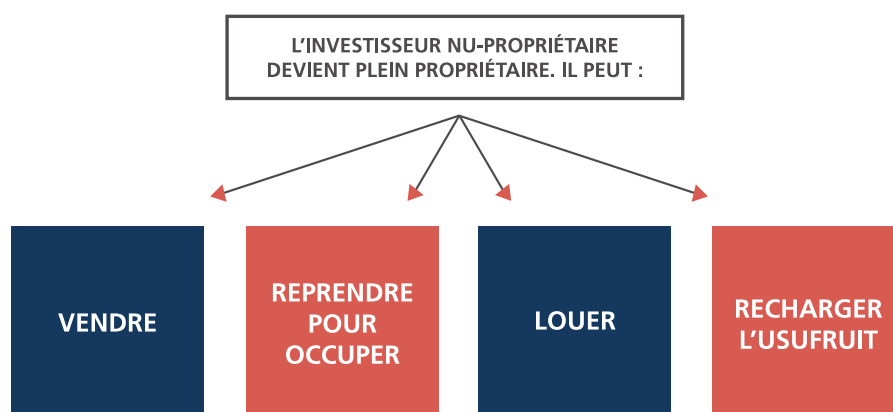 L'INVESTISSEUR NU-PROPRIÉTAIRE
DEVIENT PLEIN PROPRIÉTAIRE. IL PEUT :
VENDRE
REPRENDRE
POUR
OCCUPER
LOUER
RECHARGER
L'USUFRUIT